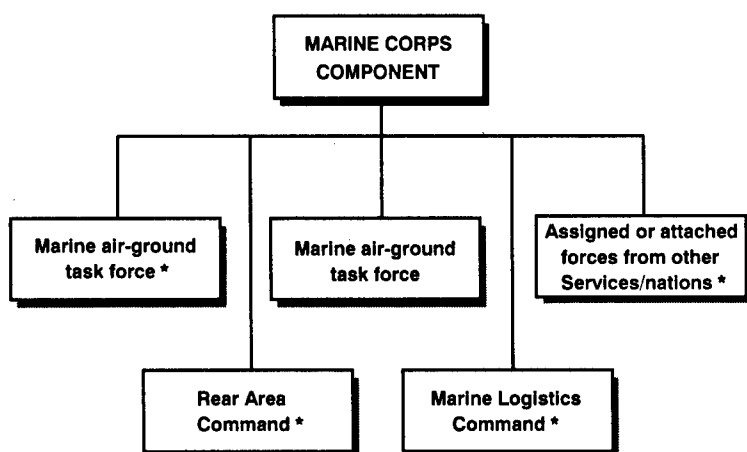 MARINE CORPS
COMPONENT
Marine air-ground
task force *
Marine air-ground
task force
Assigned or attached
forces from other
Services/nations *
Rear Area
Command *
Marine Logistics
Command *